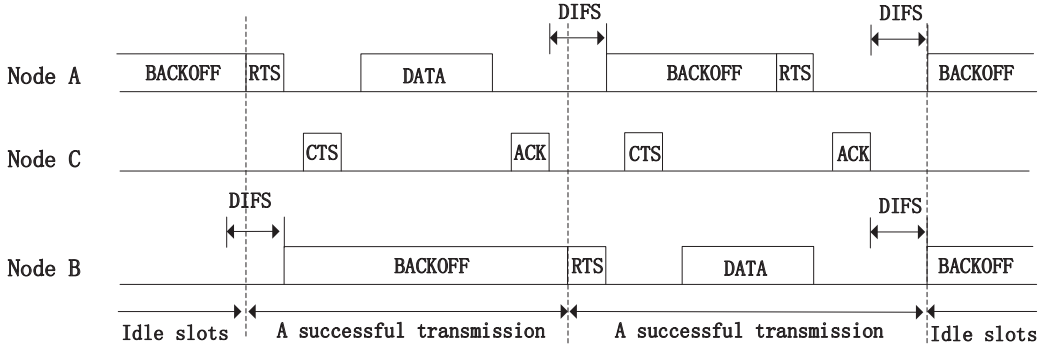 DIFS DIFS
Node A BACKOFF RTS DATA BACKOFF RTS BACKOFF
Node C CTS ACK CTS ACK
DIFS DIFS
Node B BACKOFF RTS DATA BACKOFF
Idle slots A successful transmission A successful transmission Idle slots